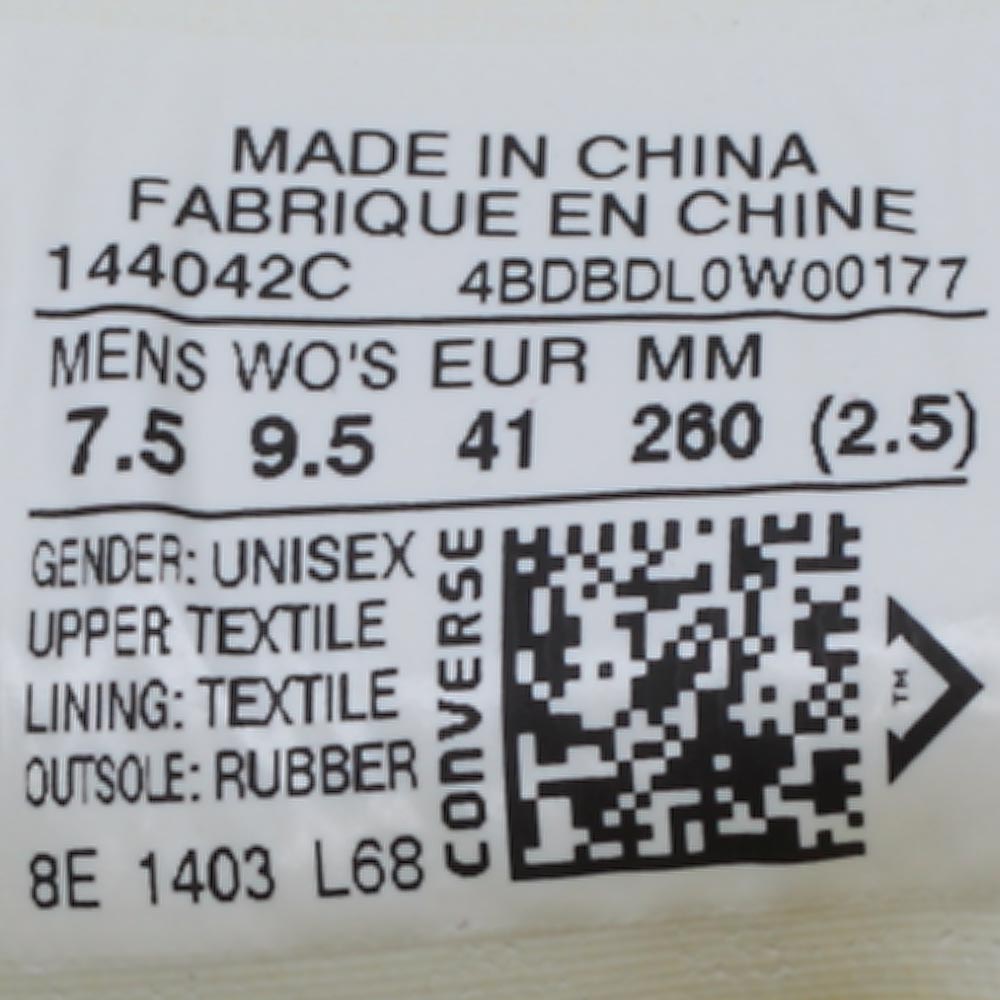 MADE IN CHINA
FABRIQUE EN CHINE
144042C 4BDBDL0W00177
MENS WO'S EUR MM
7.5 9.5 41 260 (2.5)
GENDER: UNISEX
UPPER: TEXTILE
LINING: TEXTILE
OUTSOLE: RUBBER
8E 1403 L68
CONVERSE
TM